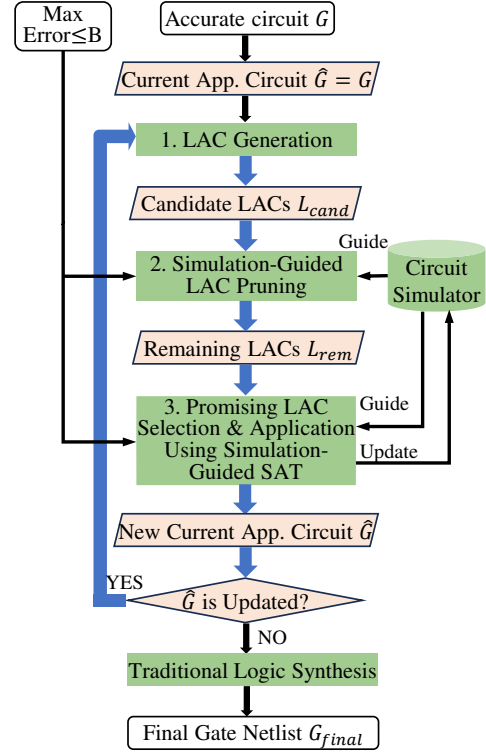 Max
Error≤B
Accurate circuit G
Current App. Circuit Ĝ = G
1. LAC Generation
Candidate LACs L_cand
Guide
2. Simulation-Guided
LAC Pruning
Circuit
Simulator
Remaining LACs L_rem
Guide
3. Promising LAC
Selection & Application
Using Simulation-
Guided SAT
Update
New Current App. Circuit Ĝ
YES
Ĝ is Updated?
NO
Traditional Logic Synthesis
Final Gate Netlist G_final